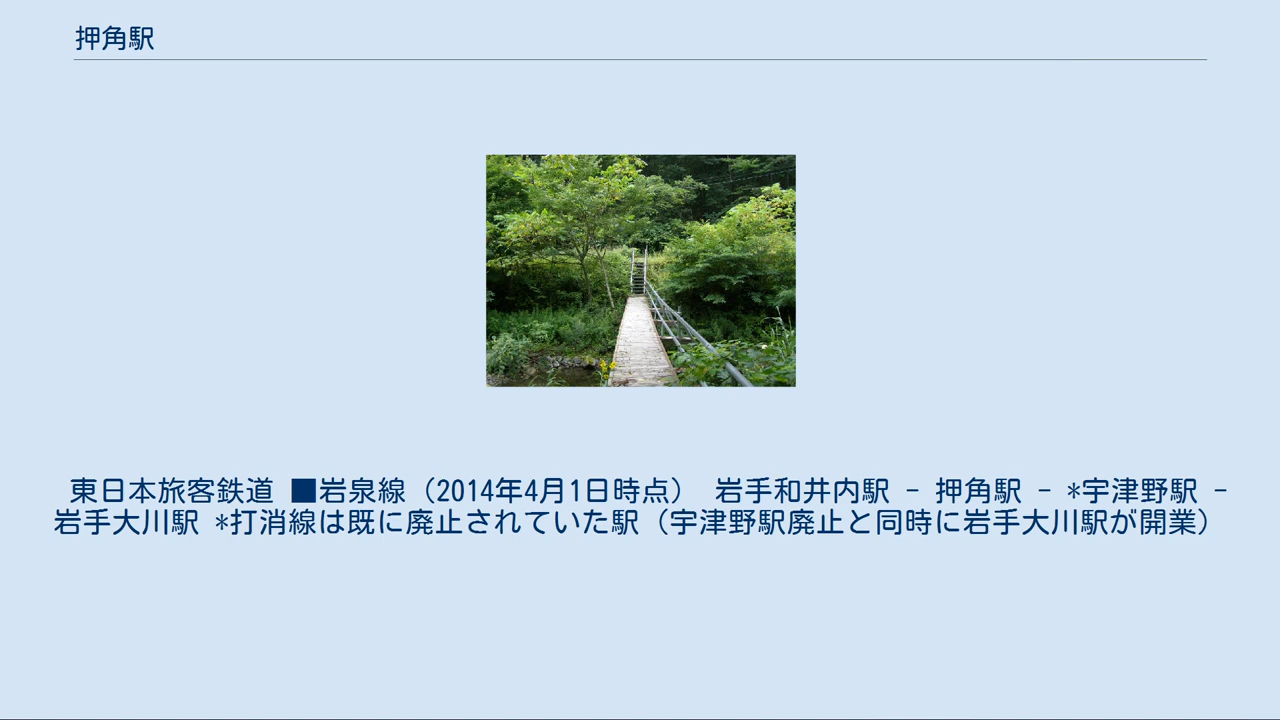 押角駅
東日本旅客鉄道 ■岩泉線（2014年4月1日時点） 岩手和井内駅 - 押角駅 - *宇津野駅 -
岩手大川駅 *打消線は既に廃止されていた駅（宇津野駅廃止と同時に岩手大川駅が開業）